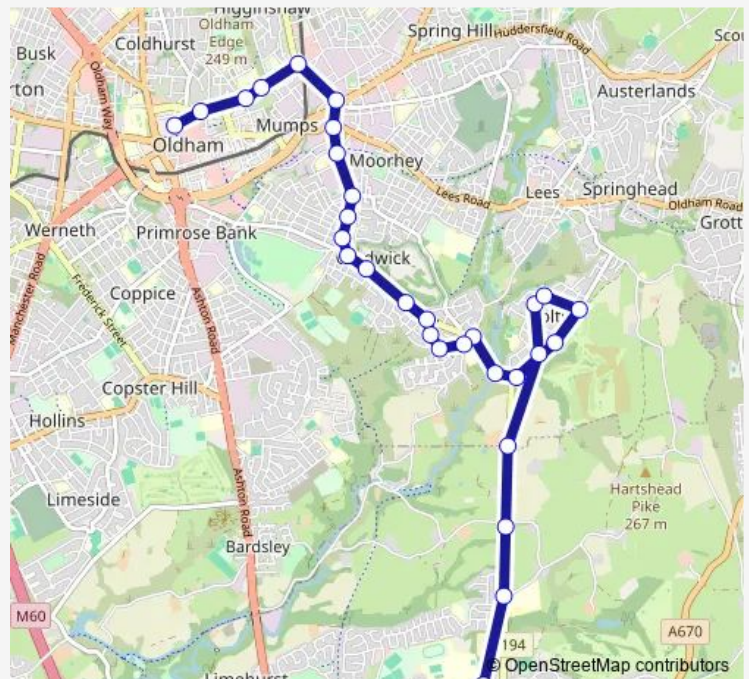 Higginshaw
Busk
Coldhurst
Oldham
Edge
249 m
Spring Hill
Huddersfield Road
Scou
rton
Oldham Way
Austerlands
Mumps
Oldham
Moorhey
Lees Road
Lees
Springhead
Oldham Road
Grott
Werneth
Primrose Bank
dwick
Manchester Road
Frederick Street
Coppice
Ashton Road
olt
Copster Hill
Hollins
Limeside
Ashton Road
Hartshead
Pike
267 m
Bardsley
M60
194
A670
Limehurst
© OpenStreetMap contributors